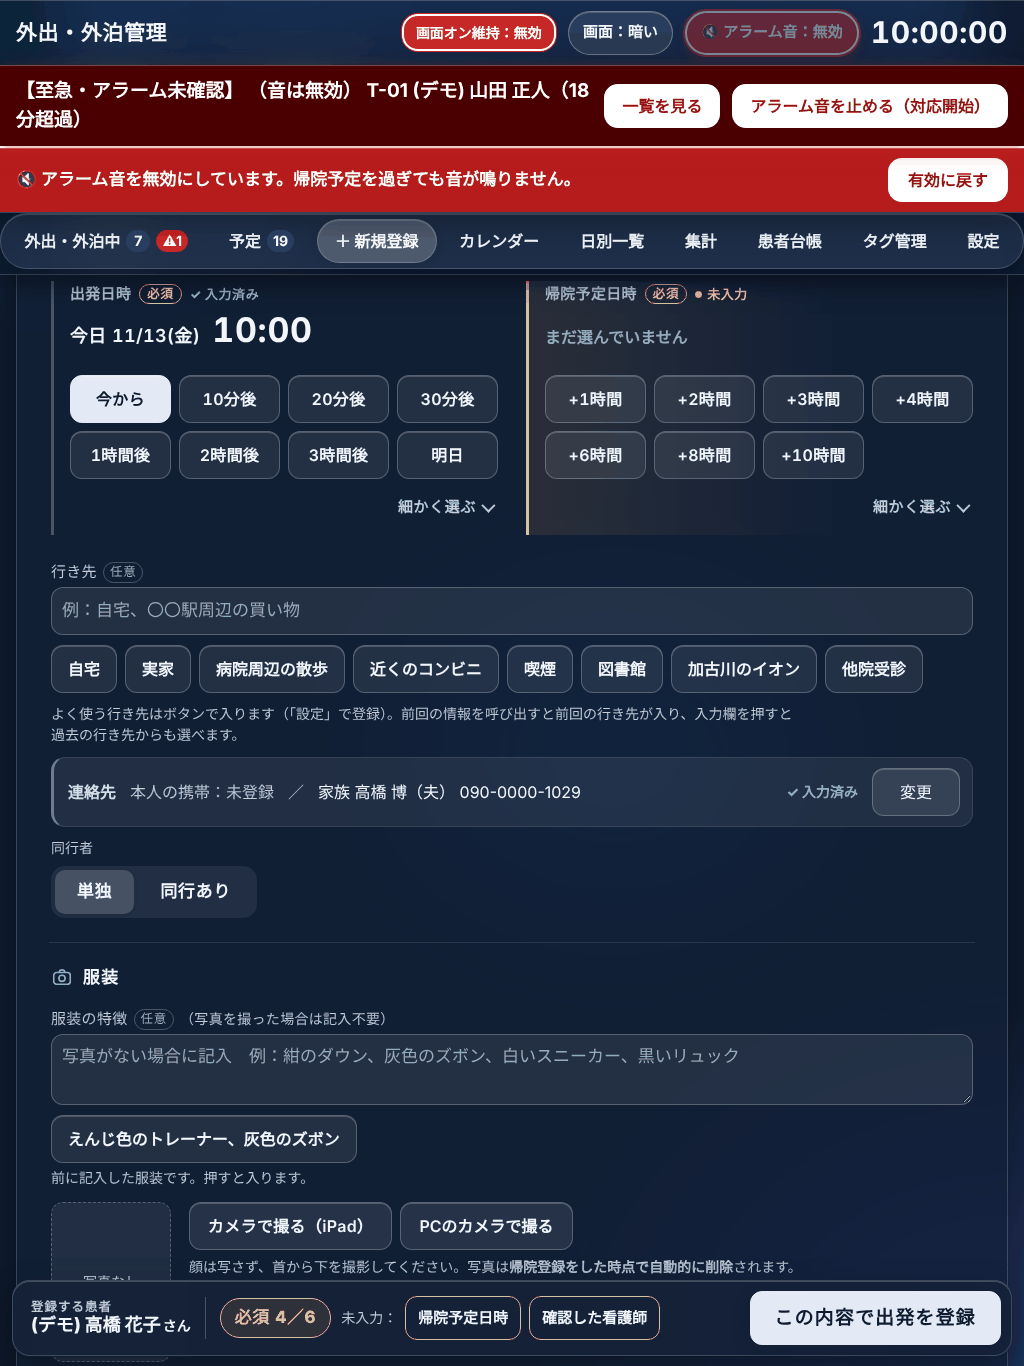 外出・外泊管理
画面オン維持：無効
画面：暗い
🔇 アラーム音：無効
10:00:00
【至急・アラーム未確認】（音は無効） T-01 (デモ) 山田 正人（18
分超過）
一覧を見る
アラーム音を止める（対応開始）
🔇 アラーム音を無効にしています。帰院予定を過ぎても音が鳴りません。
有効に戻す
外出・外泊中 7 ▲1
予定 19
＋ 新規登録
カレンダー
日別一覧
集計
患者台帳
タグ管理
設定
出発日時 必須 ✓ 入力済み
今日 11/13(金) 10:00
今から
10分後
20分後
30分後
1時間後
2時間後
3時間後
明日
細かく選ぶ
帰院予定日時 必須 ● 未入力
まだ選んでいません
+1時間
+2時間
+3時間
+4時間
+6時間
+8時間
+10時間
細かく選ぶ
行き先 任意
例：自宅、〇〇駅周辺の買い物
自宅
実家
病院周辺の散歩
近くのコンビニ
喫煙
図書館
加古川のイオン
他院受診
よく使う行き先はボタンで入ります（「設定」で登録）。前回の情報を呼び出すと前回の行き先が入り、入力欄を押すと
過去の行き先からも選べます。
連絡先 本人の携帯：未登録 ／ 家族 高橋 博（夫） 090-0000-1029
✓ 入力済み
変更
同行者
単独
同行あり
服装
服装の特徴 任意 （写真を撮った場合は記入不要）
写真がない場合に記入　例：紺のダウン、灰色のズボン、白いスニーカー、黒いリュック
えんじ色のトレーナー、灰色のズボン
前に記入した服装です。押すと入ります。
カメラで撮る（iPad）
PCのカメラで撮る
顔は写さず、首から下を撮影してください。写真は帰院登録をした時点で自動的に削除されます。
登録する患者
(デモ) 高橋 花子さん
必須 4／6
未入力：
帰院予定日時
確認した看護師
この内容で出発を登録